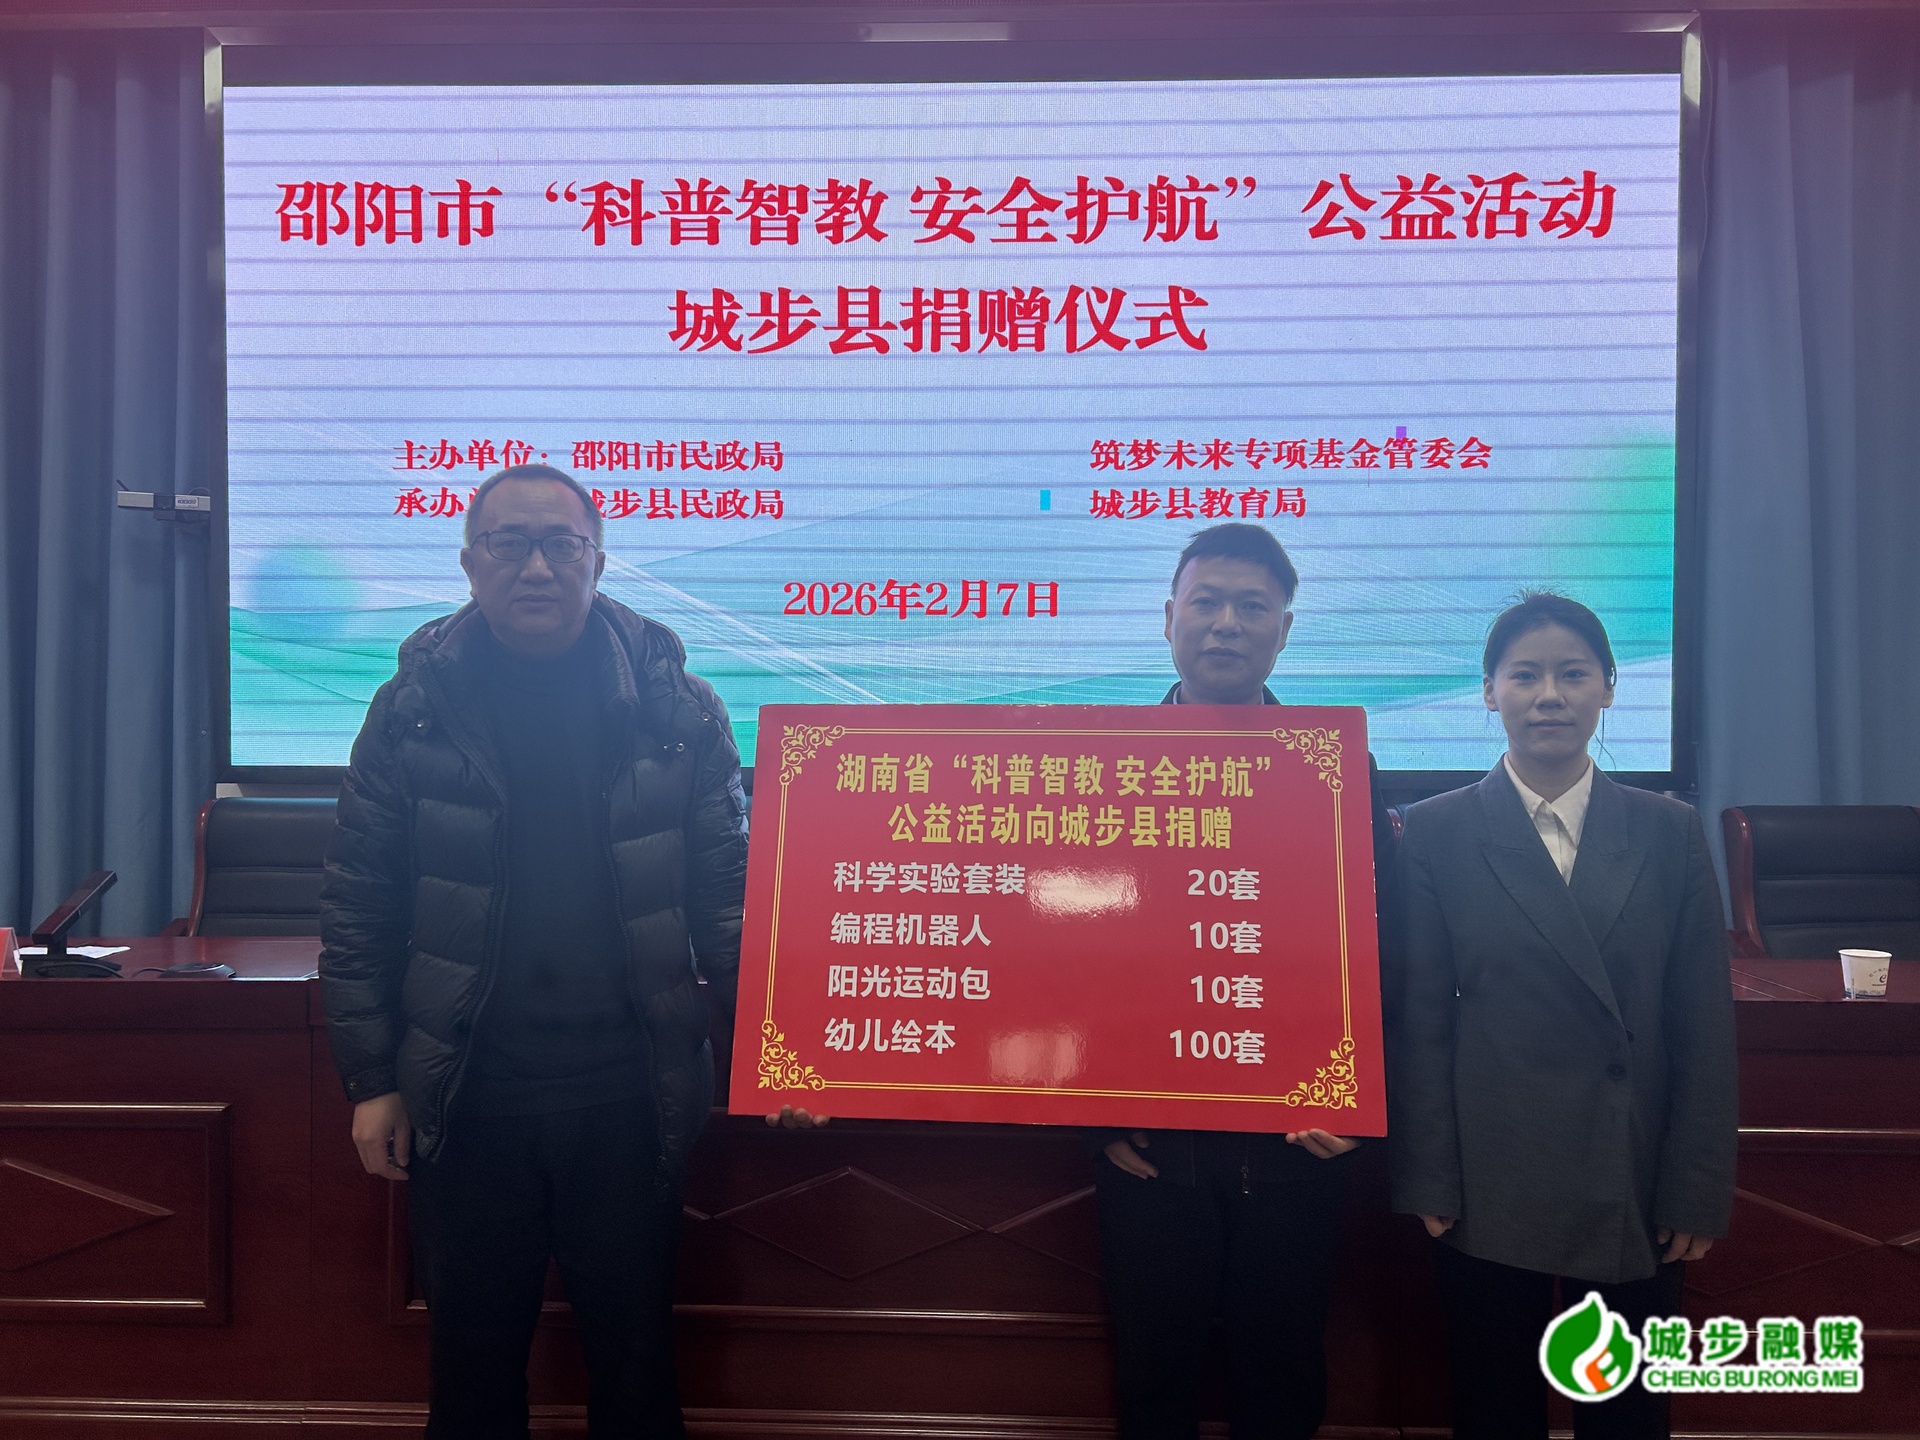 邵阳市“科普智教 安全护航”公益活动
城步县捐赠仪式
主办单位：邵阳市民政局 筑梦未来专项基金管委会
承办 城步县民政局 城步县教育局
2026年2月7日
湖南省“科普智教 安全护航”
公益活动向城步县捐赠
科学实验套装 20套
编程机器人 10套
阳光运动包 10套
幼儿绘本 100套
城步融媒
CHENG BU RONG MEI